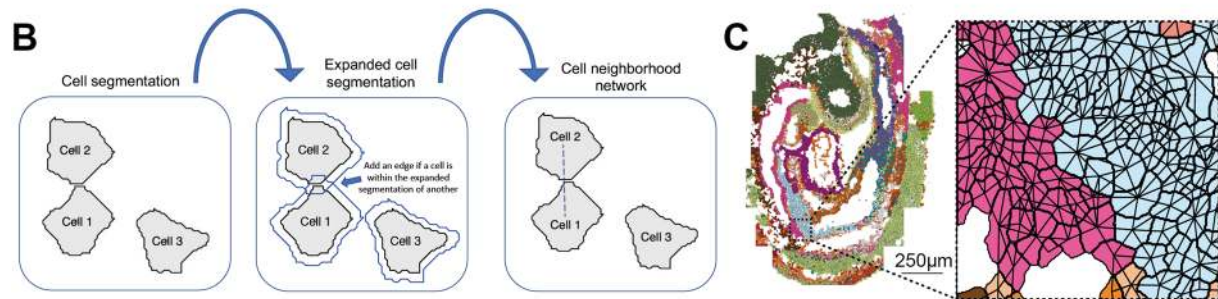 B
Cell segmentation
Cell 2
Cell 1
Cell 3
Expanded cell
segmentation
Cell 2
Add an edge if a cell is
within the expanded
segmentation of another
Cell 1
Cell 3
Cell neighborhood
network
Cell 2
Cell 1
Cell 3
C
250µm